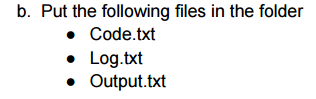 b. Put the following files in the folder
● Code.txt
● Log.txt
● Output.txt